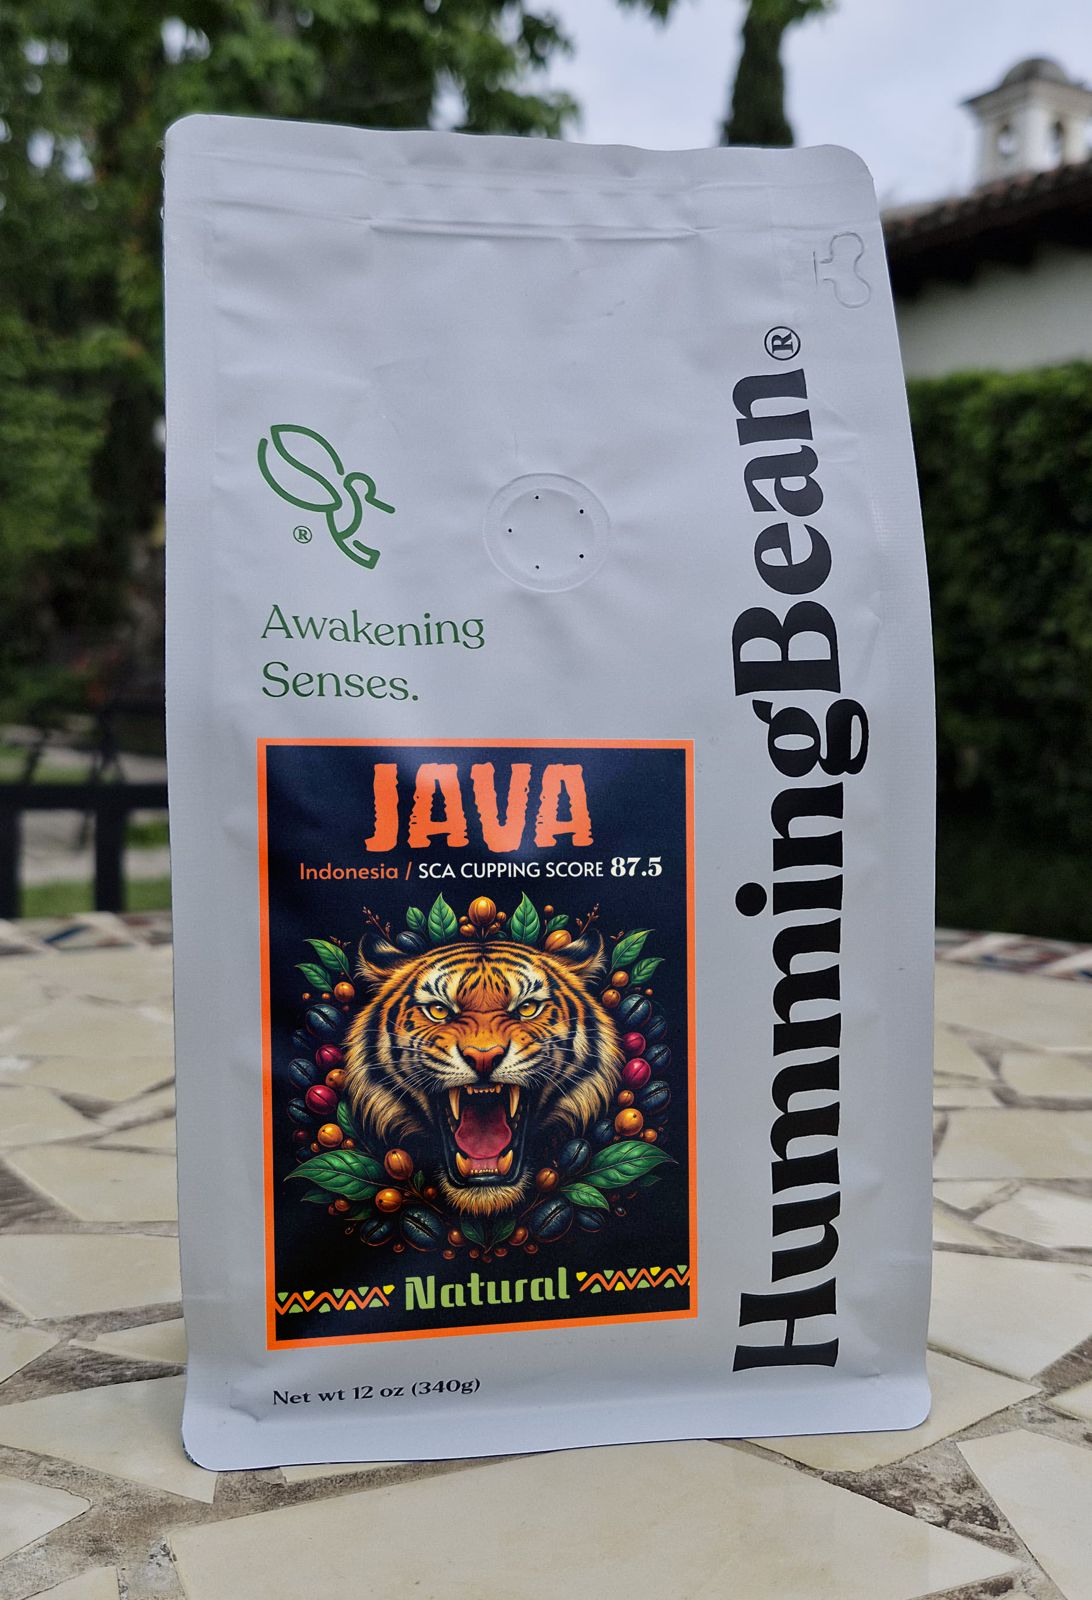 ®
Awakening
Senses.
HummingBean®
JAVA
Indonesia / SCA CUPPING SCORE 87.5
Natural
Net wt 12 oz (340g)